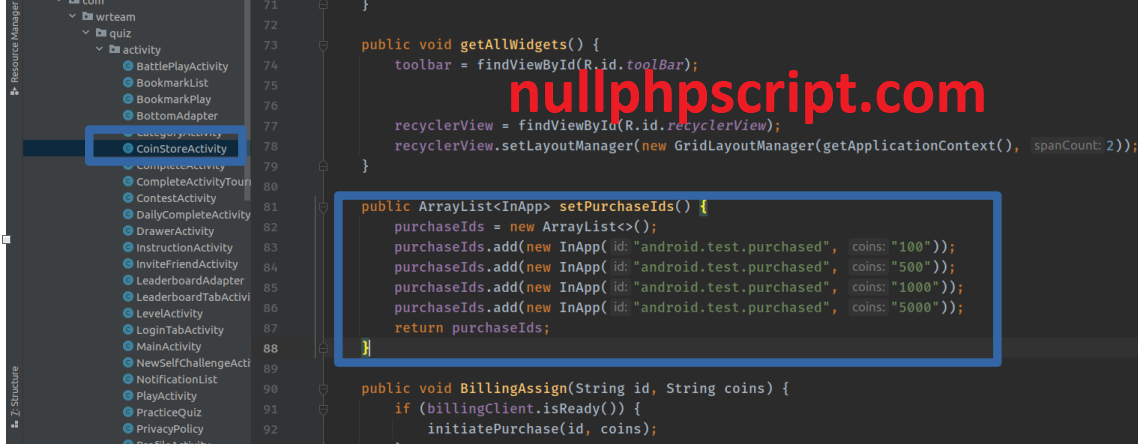 Resource Manager
com
wrteam
quiz
activity
BattlePlayActivity
BookmarkList
BookmarkPlay
BottomAdapter
CategoryActivity
CoinStoreActivity
CompleteActivity
CompleteActivityTourn
ContestActivity
DailyCompleteActivity
DrawerActivity
InstructionActivity
InviteFriendActivity
LeaderboardAdapter
LeaderboardTabActivi
LevelActivity
LoginTabActivity
MainActivity
NewSelfChallengeActi
NotificationList
PlayActivity
PracticeQuiz
PrivacyPolicy
ProfileActivity
Z: Structure
71 }
72
73 public void getAllWidgets() {
74 toolbar = findViewById(R.id.toolBar);
75
76
nullphpscript.com
77 recyclerView = findViewById(R.id.recyclerView);
78 recyclerView.setLayoutManager(new GridLayoutManager(getApplicationContext(), spanCount: 2));
79 }
80
81 public ArrayList<InApp> setPurchaseIds() {
82 purchaseIds = new ArrayList<>();
83 purchaseIds.add(new InApp( id: "android.test.purchased", coins: "100"));
84 purchaseIds.add(new InApp( id: "android.test.purchased", coins: "500"));
85 purchaseIds.add(new InApp( id: "android.test.purchased", coins: "1000"));
86 purchaseIds.add(new InApp( id: "android.test.purchased", coins: "5000"));
87 return purchaseIds;
88 }
89
90 public void BillingAssign(String id, String coins) {
91 if (billingClient.isReady()) {
92 initiatePurchase(id, coins);